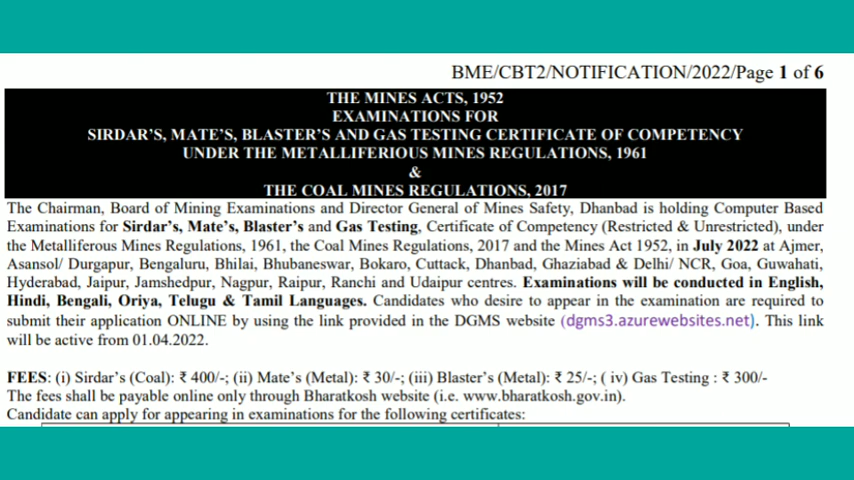 BME/CBT2/NOTIFICATION/2022/Page 1 of 6
THE MINES ACTS, 1952
EXAMINATIONS FOR
SIRDAR'S, MATE'S, BLASTER'S AND GAS TESTING CERTIFICATE OF COMPETENCY
UNDER THE METALLIFERIOUS MINES REGULATIONS, 1961
&
THE COAL MINES REGULATIONS, 2017
The Chairman, Board of Mining Examinations and Director General of Mines Safety, Dhanbad is holding Computer Based
Examinations for Sirdar's, Mate's, Blaster's and Gas Testing, Certificate of Competency (Restricted & Unrestricted), under
the Metalliferous Mines Regulations, 1961, the Coal Mines Regulations, 2017 and the Mines Act 1952, in July 2022 at Ajmer,
Asansol/ Durgapur, Bengaluru, Bhilai, Bhubaneswar, Bokaro, Cuttack, Dhanbad, Ghaziabad & Delhi/ NCR, Goa, Guwahati,
Hyderabad, Jaipur, Jamshedpur, Nagpur, Raipur, Ranchi and Udaipur centres. Examinations will be conducted in English,
Hindi, Bengali, Oriya, Telugu & Tamil Languages. Candidates who desire to appear in the examination are required to
submit their application ONLINE by using the link provided in the DGMS website (dgms3.azurewebsites.net). This link
will be active from 01.04.2022.
FEES: (i) Sirdar's (Coal): ₹ 400/-; (ii) Mate's (Metal): ₹ 30/-; (iii) Blaster's (Metal): ₹ 25/-; ( iv) Gas Testing : ₹ 300/-
The fees shall be payable online only through Bharatkosh website (i.e. www.bharatkosh.gov.in).
Candidate can apply for appearing in examinations for the following certificates: